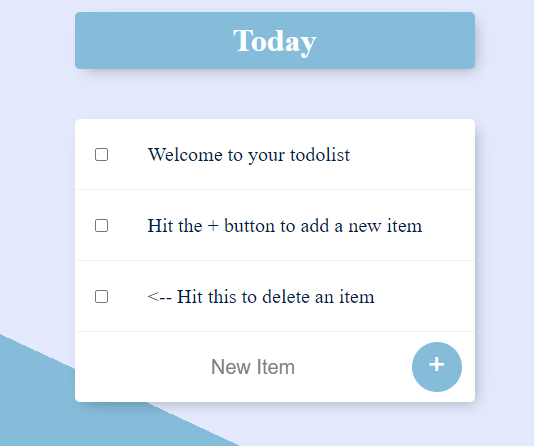 Today
Welcome to your todolist
Hit the + button to add a new item
<-- Hit this to delete an item
New Item
+